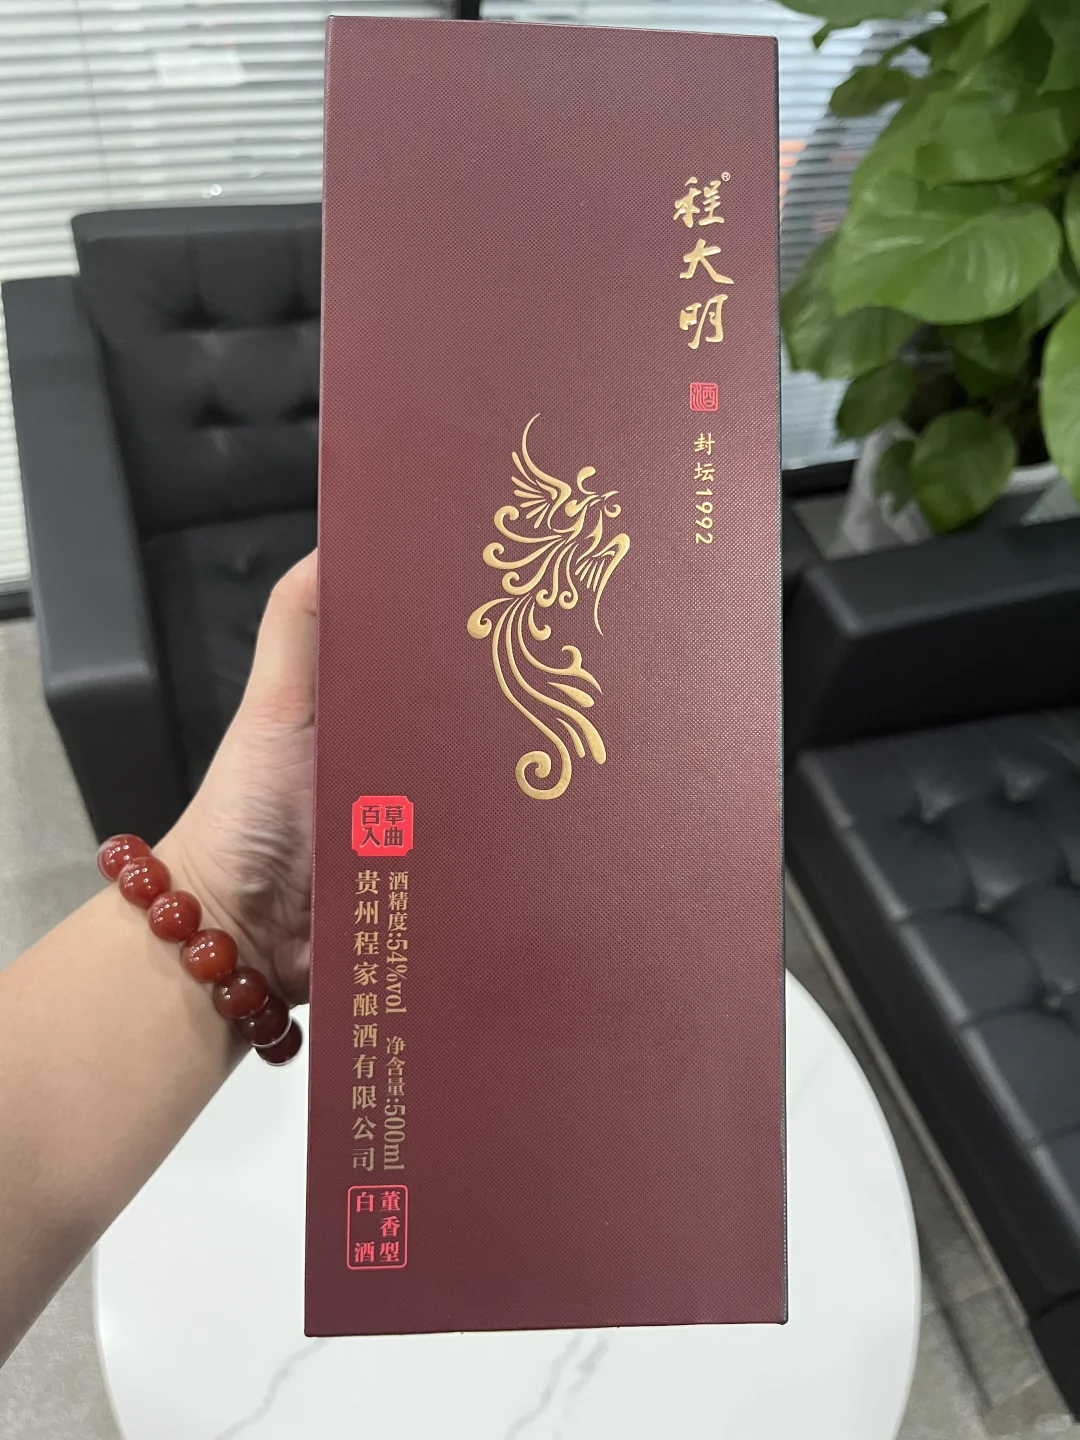 程大明®
酒
封坛1992
草曲
百入
酒精度:54%vol 净含量:500ml
贵州程家酿酒有限公司
董香型
白酒